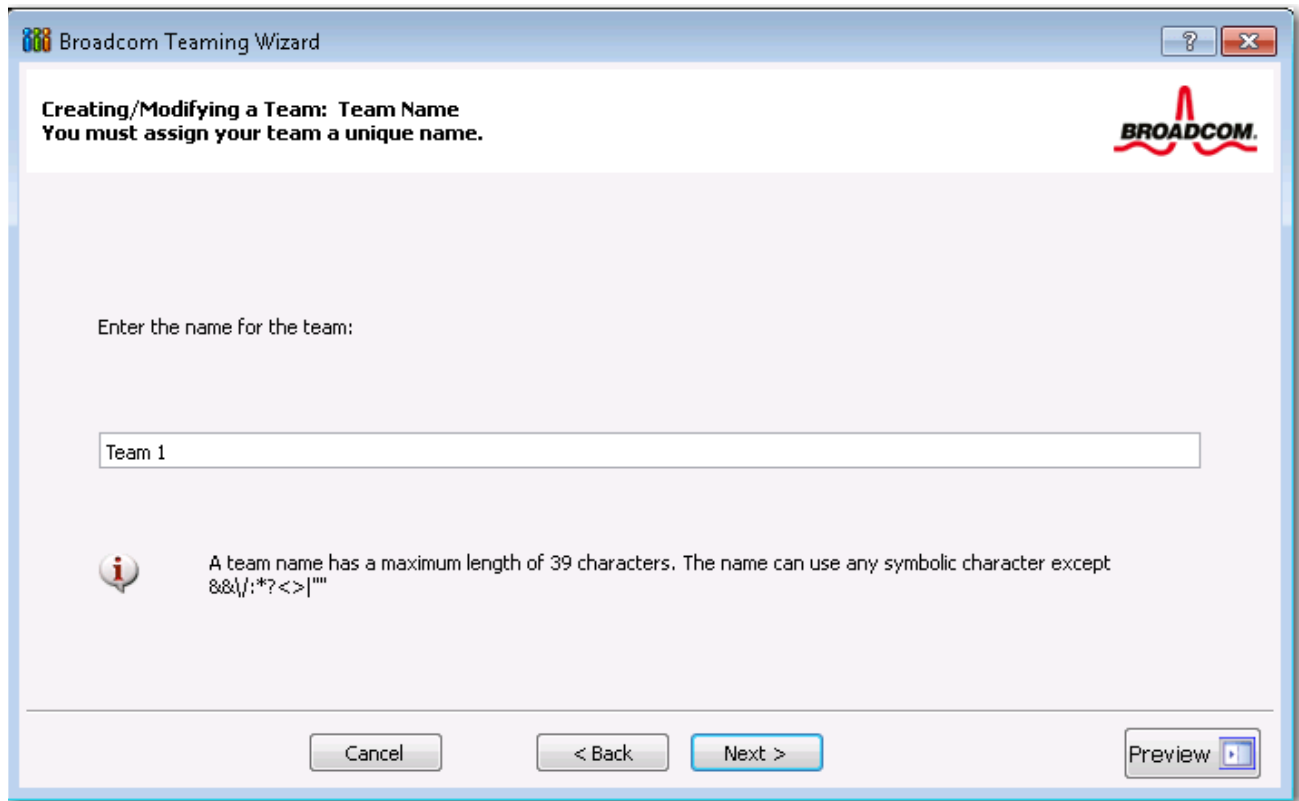 Broadcom Teaming Wizard
?
Creating/Modifying a Team: Team Name
You must assign your team a unique name.
BROADCOM.
Enter the name for the team:
Team 1
i
A team name has a maximum length of 39 characters. The name can use any symbolic character except
&&\/:*?<>|""
Cancel
< Back
Next >
Preview